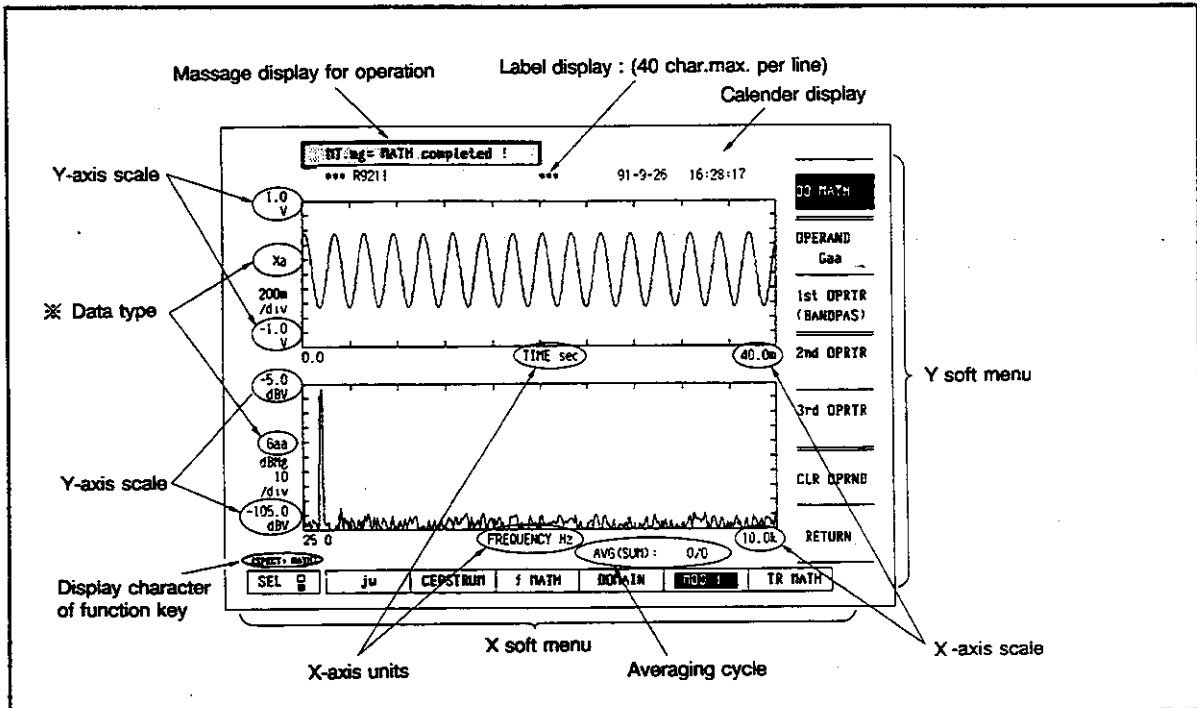 Massage display for operation
Label display : (40 char.max. per line)
Calender display
MATH completed !
*** R9211 ***
91-9-26 16:28:17
Y-axis scale
1.0
V
Xa
※ Data type
200m
/div
-1.0
V
0.0
TIME sec
40.0m
-5.0
dBV
Gaa
dBMg
10
/div
Y-axis scale
-105.0
dBV
25 0
FREQUENCY Hz
10.0k
AVG(SUM): 0/0
MATH
OPERAND
Gaa
1st OPRTR
(BANDPAS)
2nd OPRTR
3rd OPRTR
CLR OPRND
RETURN
Y soft menu
Display character
of function key
SEL
jω
CEPSTRUM
f MATH
DOMAIN
TR MATH
X soft menu
X-axis units
Averaging cycle
X-axis scale